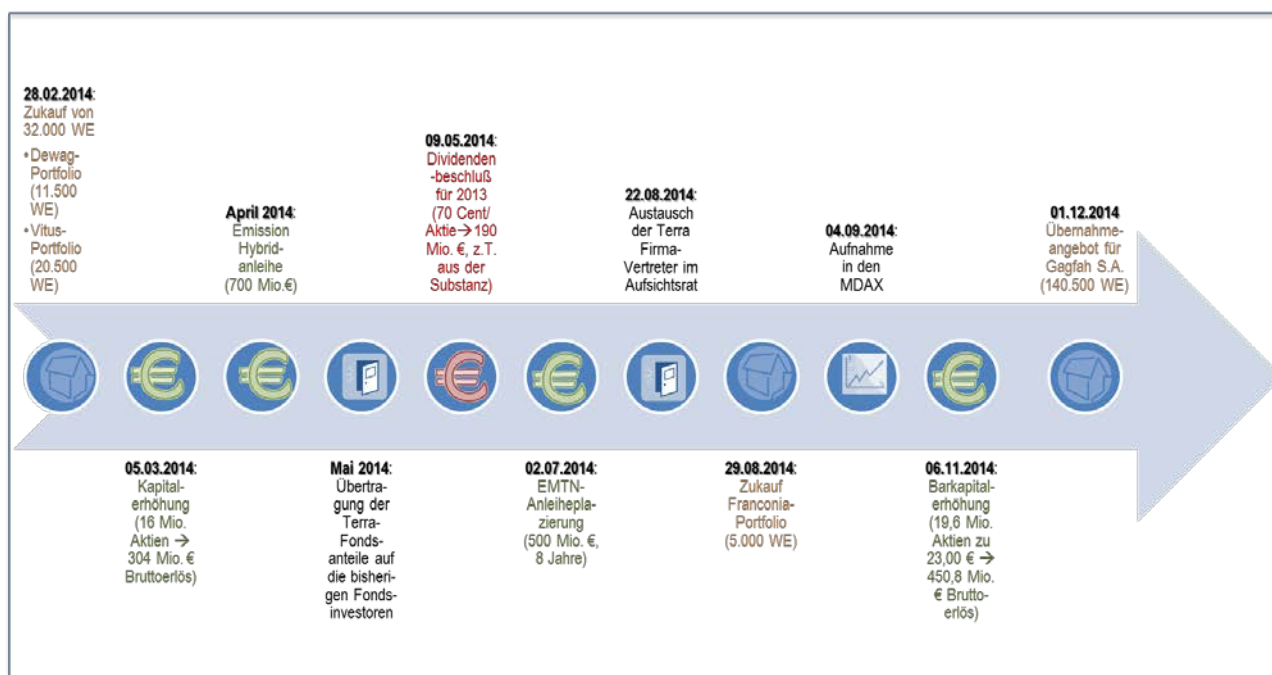 28.02.2014:
Zukauf von
32.000 WE
•Dewag-
Portfolio
(11.500
WE)
•Vitus-
Portfolio
(20.500
WE)
05.03.2014:
Kapital-
erhöhung
(16 Mio.
Aktien →
304 Mio. €
Bruttoerlös)
April 2014:
Emission
Hybrid-
anleihe
(700 Mio.€)
Mai 2014:
Übertra-
gung der
Terra-
Fonds-
anteile auf
die bisheri-
gen Fonds-
investoren
09.05.2014:
Dividenden
-beschluß
für 2013
(70 Cent/
Aktie→190
Mio. €, z.T.
aus der
Substanz)
02.07.2014:
EMTN-
Anleihepla-
zierung
(500 Mio. €,
8 Jahre)
22.08.2014:
Austausch
der Terra
Firma-
Vertreter im
Aufsichtsrat
29.08.2014:
Zukauf
Franconia-
Portfolio
(5.000 WE)
04.09.2014:
Aufnahme
in den
MDAX
06.11.2014:
Barkapital-
erhöhung
(19,6 Mio.
Aktien zu
23,00 € →
450,8 Mio.
€ Brutto-
erlös)
01.12.2014
Übernahme-
angebot für
Gagfah S.A.
(140.500 WE)